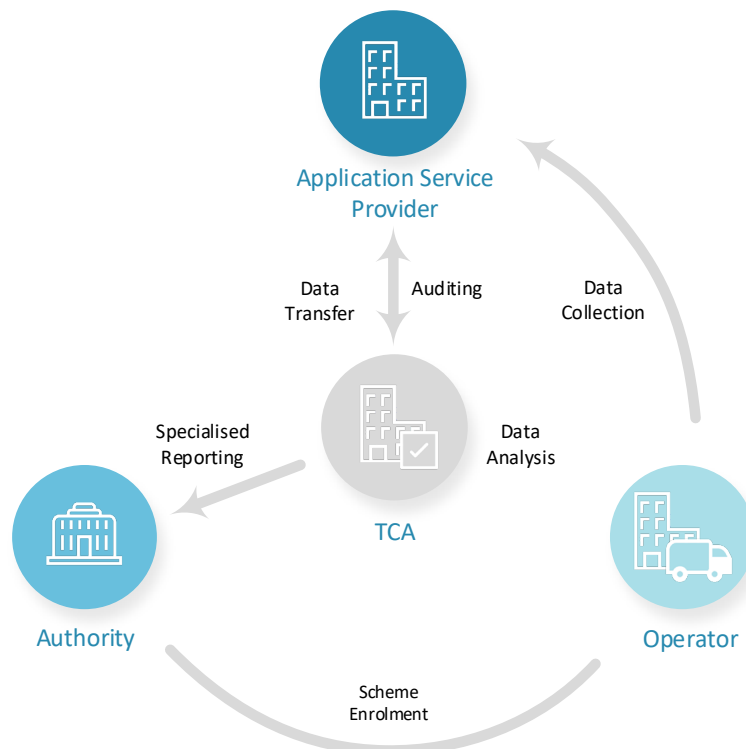 Application Service
Provider
Data
Transfer
Auditing
Data
Collection
Specialised
Reporting
Data
Analysis
TCA
Authority
Operator
Scheme
Enrolment